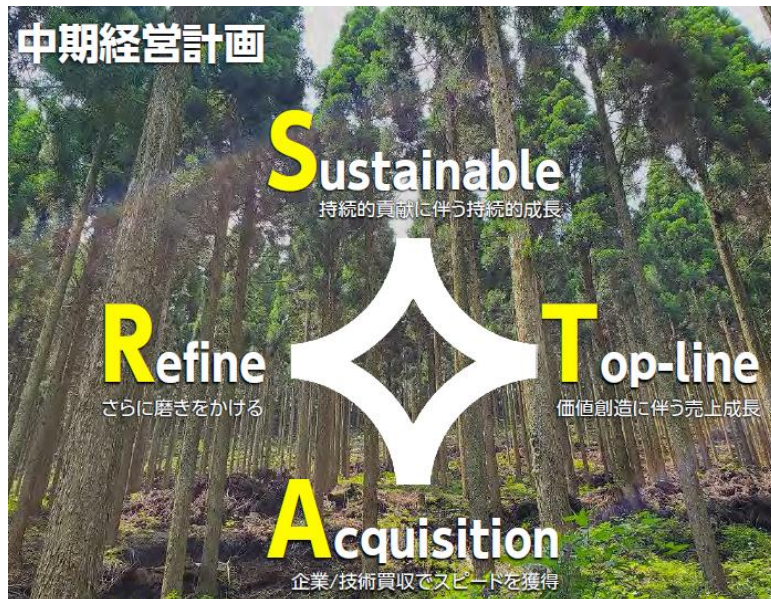 中期経営計画
Sustainable
持続的貢献に伴う持続的成長
Refine
さらに磨きをかける
Top-line
価値創造に伴う売上成長
Acquisition
企業/技術買収でスピードを獲得